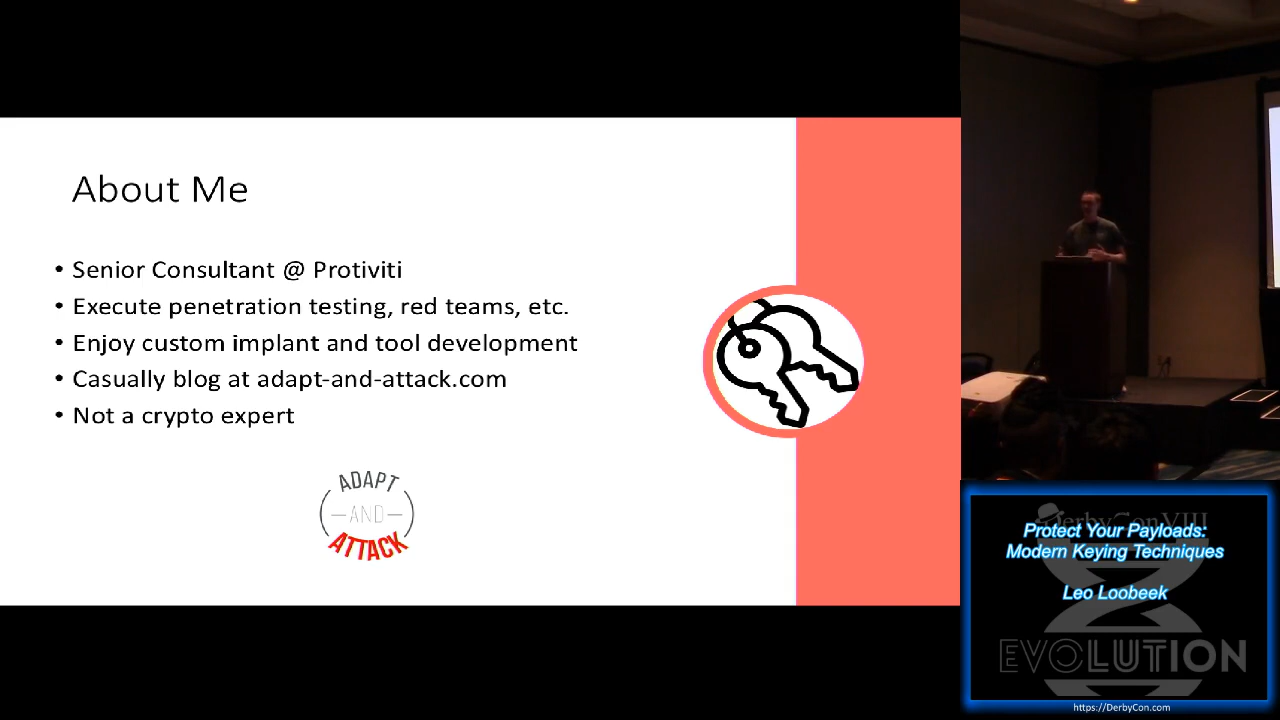 About Me
• Senior Consultant @ Protiviti
• Execute penetration testing, red teams, etc.
• Enjoy custom implant and tool development
• Casually blog at adapt-and-attack.com
• Not a crypto expert
ADAPT
AND
ATTACK
DerbyCon VIII
Protect Your Payloads:
Modern Keying Techniques
Leo Loobeek
EVOLUTION
https://DerbyCon.com